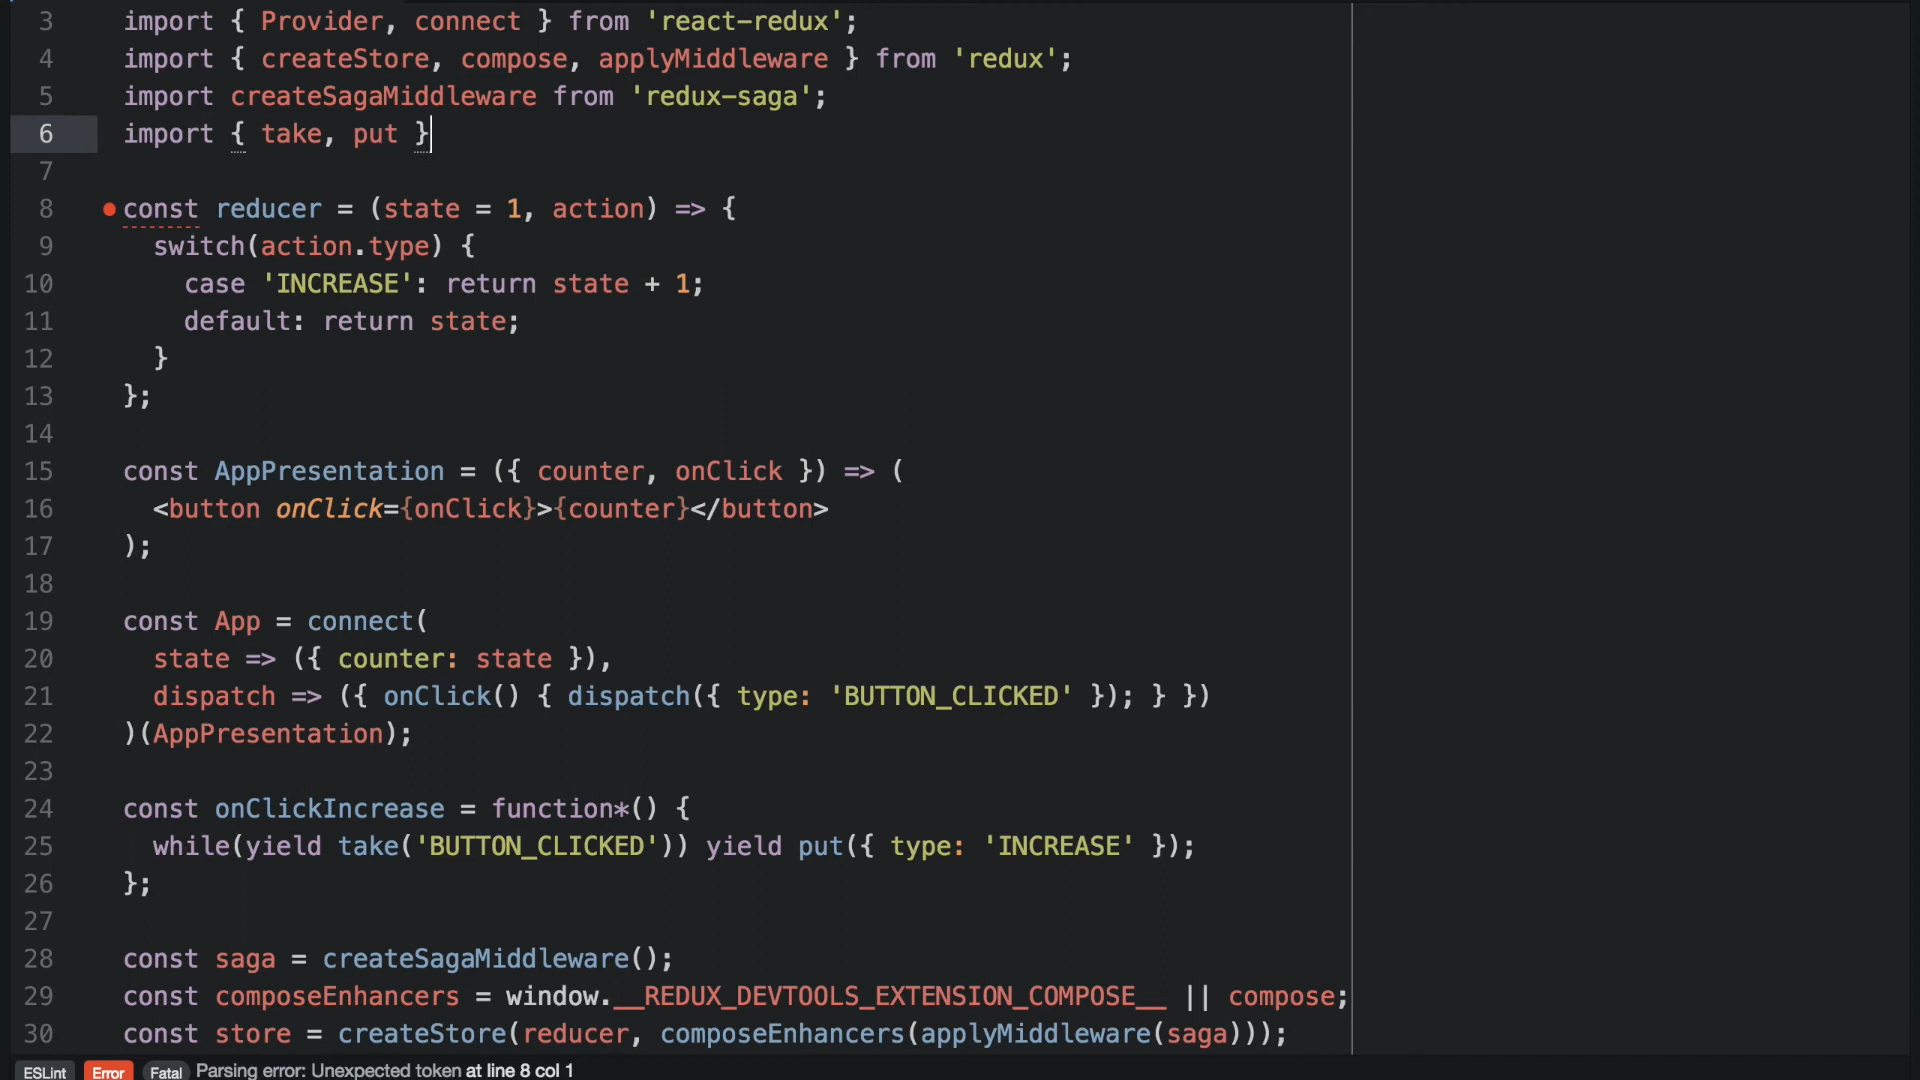 3 import { Provider, connect } from 'react-redux';
4 import { createStore, compose, applyMiddleware } from 'redux';
5 import createSagaMiddleware from 'redux-saga';
6 import { take, put }
7
8 const reducer = (state = 1, action) => {
9 switch(action.type) {
10 case 'INCREASE': return state + 1;
11 default: return state;
12 }
13 };
14
15 const AppPresentation = ({ counter, onClick }) => (
16 <button onClick={onClick}>{counter}</button>
17 );
18
19 const App = connect(
20 state => ({ counter: state }),
21 dispatch => ({ onClick() { dispatch({ type: 'BUTTON_CLICKED' }); } })
22 )(AppPresentation);
23
24 const onClickIncrease = function*() {
25 while(yield take('BUTTON_CLICKED')) yield put({ type: 'INCREASE' });
26 };
27
28 const saga = createSagaMiddleware();
29 const composeEnhancers = window.__REDUX_DEVTOOLS_EXTENSION_COMPOSE__ || compose;
30 const store = createStore(reducer, composeEnhancers(applyMiddleware(saga)));
ESLint Error Fatal Parsing error: Unexpected token at line 8 col 1